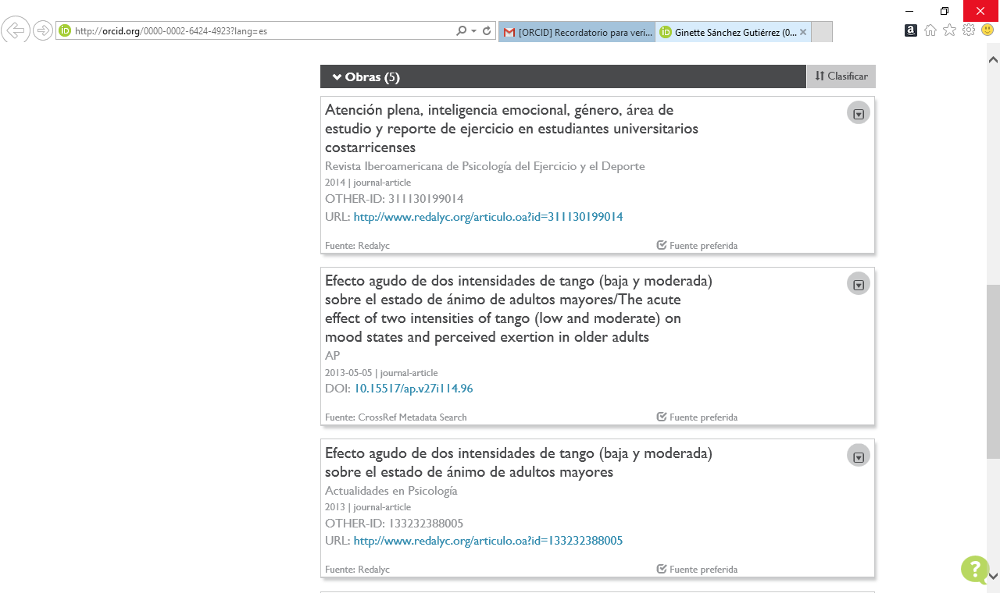 http://orcid.org/0000-0002-6424-4923?lang=es
[ORCID] Recordatorio para veri...
Ginette Sánchez Gutiérrez (0...
Obras (5)
Clasificar
Atención plena, inteligencia emocional, género, área de
estudio y reporte de ejercicio en estudiantes universitarios
costarricenses
Revista Iberoamericana de Psicología del Ejercicio y el Deporte
2014 | journal-article
OTHER-ID: 311130199014
URL: http://www.redalyc.org/articulo.oa?id=311130199014
Fuente: Redalyc
Fuente preferida
Efecto agudo de dos intensidades de tango (baja y moderada)
sobre el estado de ánimo de adultos mayores/The acute
effect of two intensities of tango (low and moderate) on
mood states and perceived exertion in older adults
AP
2013-05-05 | journal-article
DOI: 10.15517/ap.v27i114.96
Fuente: CrossRef Metadata Search
Fuente preferida
Efecto agudo de dos intensidades de tango (baja y moderada)
sobre el estado de ánimo de adultos mayores
Actualidades en Psicología
2013 | journal-article
OTHER-ID: 133232388005
URL: http://www.redalyc.org/articulo.oa?id=133232388005
Fuente: Redalyc
Fuente preferida